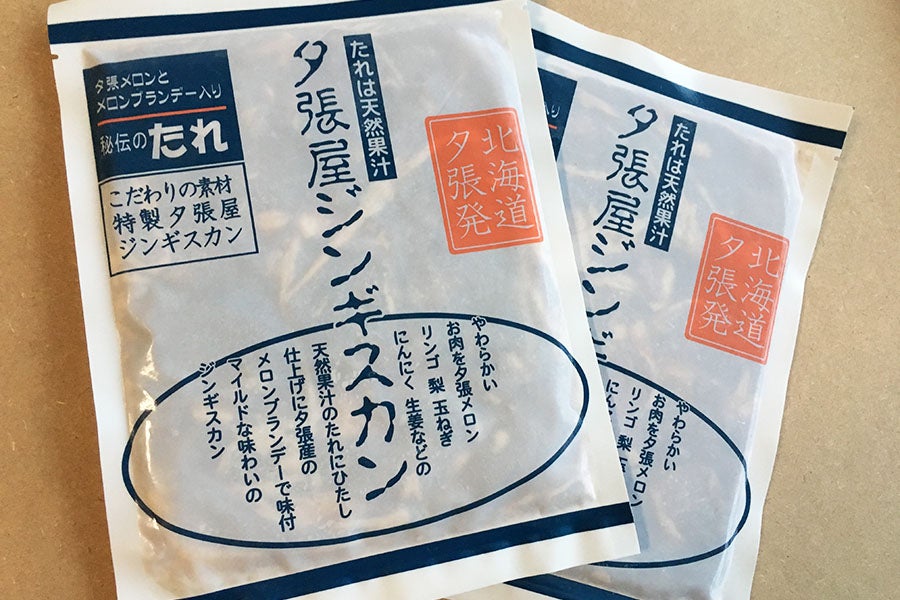 夕張メロンと
メロンブランデー入り
秘伝のたれ
こだわりの素材
特製夕張屋
ジンギスカン
たれは天然果汁
夕張屋ジンギスカン
北海道
夕張発
やわらかい
お肉を夕張メロン
リンゴ 梨 玉ねぎ
にんにく 生姜などの
天然果汁のたれにひたし
仕上げに夕張産の
メロンブランデーで味付
マイルドな味わいの
ジンギスカン
入り
たれは天然果汁
夕張屋ジン
北海道
夕張発
やわらかい
お肉を夕張メロン
リンゴ 梨
にん